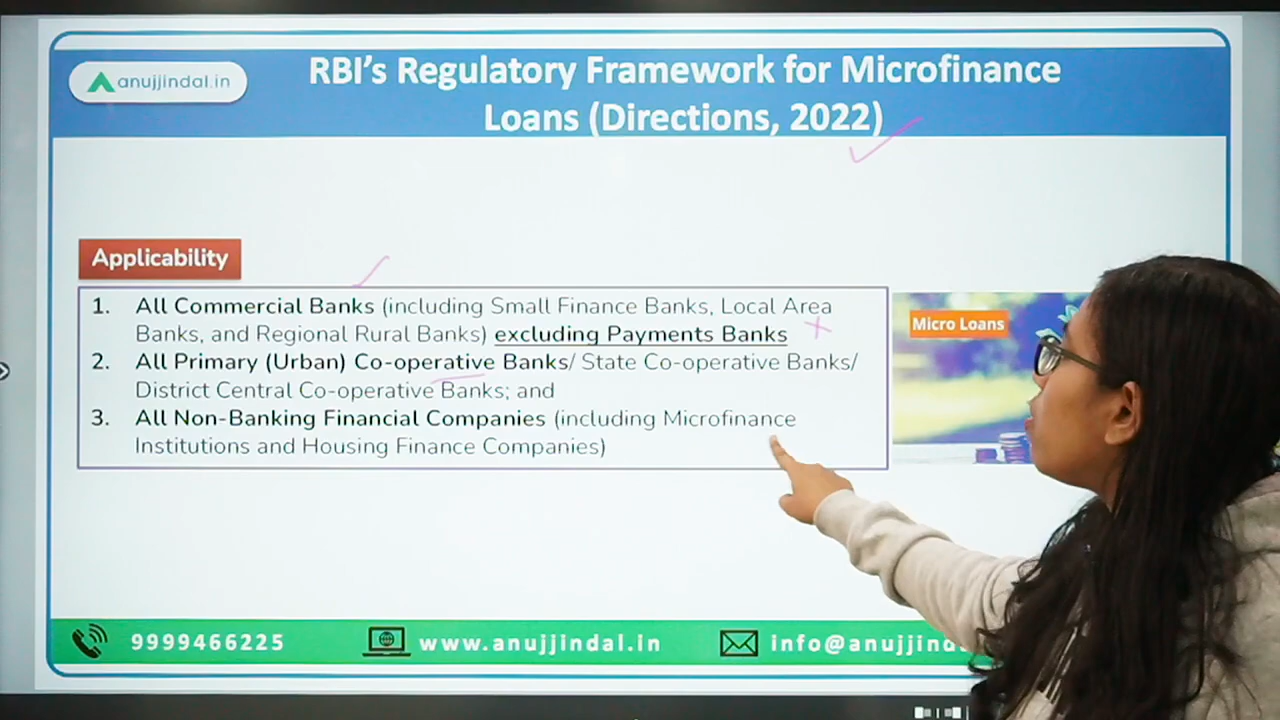 anujjindal.in
RBI's Regulatory Framework for Microfinance
Loans (Directions, 2022)
Applicability
1. All Commercial Banks (including Small Finance Banks, Local Area
Banks, and Regional Rural Banks) excluding Payments Banks
2. All Primary (Urban) Co-operative Banks/ State Co-operative Banks/
District Central Co-operative Banks; and
3. All Non-Banking Financial Companies (including Microfinance
Institutions and Housing Finance Companies)
Micro Loans
9999466225
www.anujjindal.in
info@anujjind